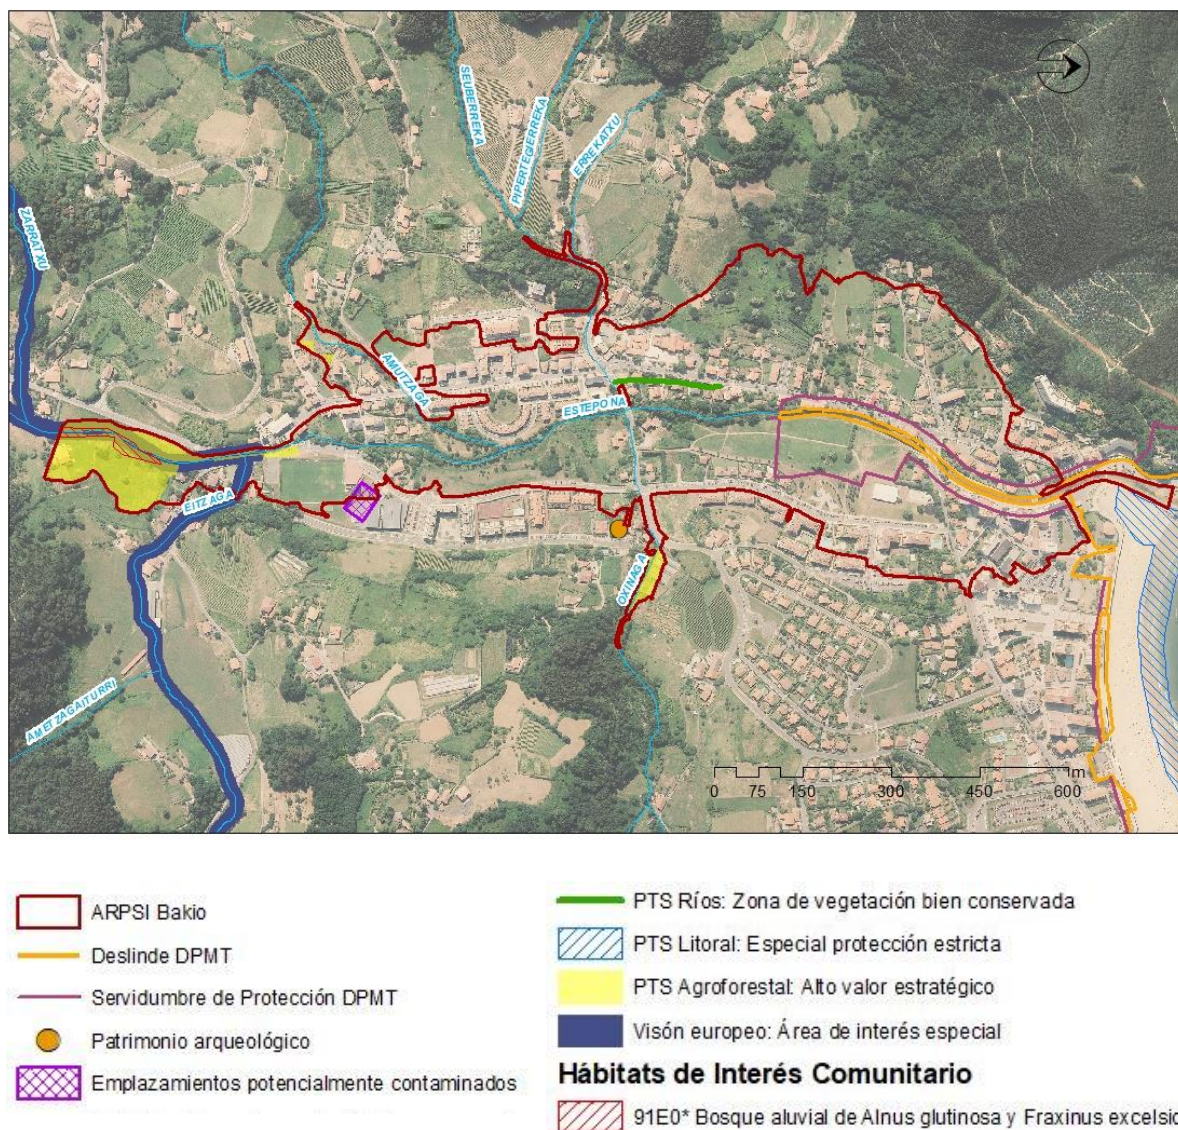 SEUBERREKA
PIPERTEGIERREKA
ERREKATXU
ZARRATXU
AMUTZAGA
ESTEPONA
EITZAGA
OXINAGA
AMETZAGAITURRI
m
0 75 150 300 450 600
ARPSI Bakio
Deslinde DPMT
Servidumbre de Protección DPMT
Patrimonio arqueológico
Emplazamientos potencialmente contaminados
PTS Ríos: Zona de vegetación bien conservada
PTS Litoral: Especial protección estricta
PTS Agroforestal: Alto valor estratégico
Visón europeo: Área de interés especial
Hábitats de Interés Comunitario
91E0* Bosque aluvial de Alnus glutinosa y Fraxinus excelsio